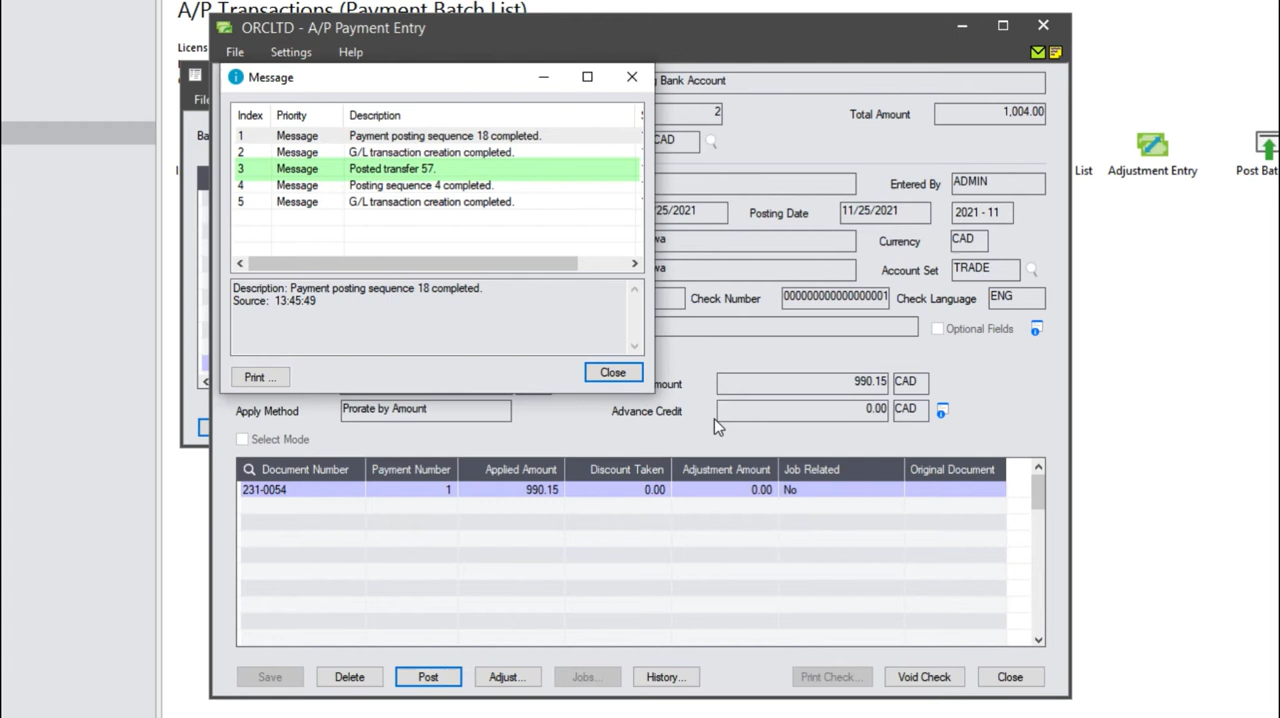 A/P Transactions (Payment Batch List)
ORCLTD - A/P Payment Entry
File Settings Help
Message
Index Priority Description
1 Message Payment posting sequence 18 completed.
2 Message G/L transaction creation completed.
3 Message Posted transfer 57.
4 Message Posting sequence 4 completed.
5 Message G/L transaction creation completed.
Description: Payment posting sequence 18 completed.
Source: 13:45:49
Print ... Close
Bank Account
2 Total Amount 1,004.00
CAD
Entered By ADMIN
25/2021 Posting Date 11/25/2021 2021 - 11
wa Currency CAD
wa Account Set TRADE
Check Number 000000000000000001 Check Language ENG
Optional Fields
990.15 CAD
Apply Method Prorate by Amount Advance Credit 0.00 CAD
Select Mode
Document Number Payment Number Applied Amount Discount Taken Adjustment Amount Job Related Original Document
231-0054 1 990.15 0.00 0.00 No
Save Delete Post Adjust... Jobs... History... Print Check... Void Check Close
List Adjustment Entry Post Bat
Licens
File
Ba